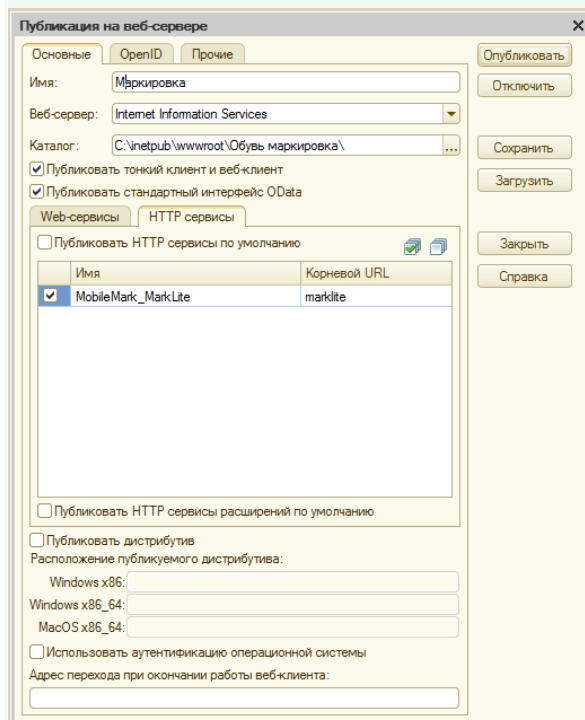 Публикация на веб-сервере
Основные OpenID Прочие
Опубликовать
Имя: Маркировка
Отключить
Веб-сервер: Internet Information Services
Каталог: C:\inetpub\wwwroot\Обувь маркировка\ ...
Сохранить
Публиковать тонкий клиент и веб-клиент
Загрузить
Публиковать стандартный интерфейс OData
Web-сервисы HTTP сервисы
Публиковать HTTP сервисы по умолчанию
Закрыть
Имя Корневой URL
Справка
MobileMark_MarkLite marklite
Публиковать HTTP сервисы расширений по умолчанию
Публиковать дистрибутив
Расположение публикуемого дистрибутива:
Windows x86:
Windows x86_64:
MacOS x86_64:
Использовать аутентификацию операционной системы
Адрес перехода при окончании работы веб-клиента: